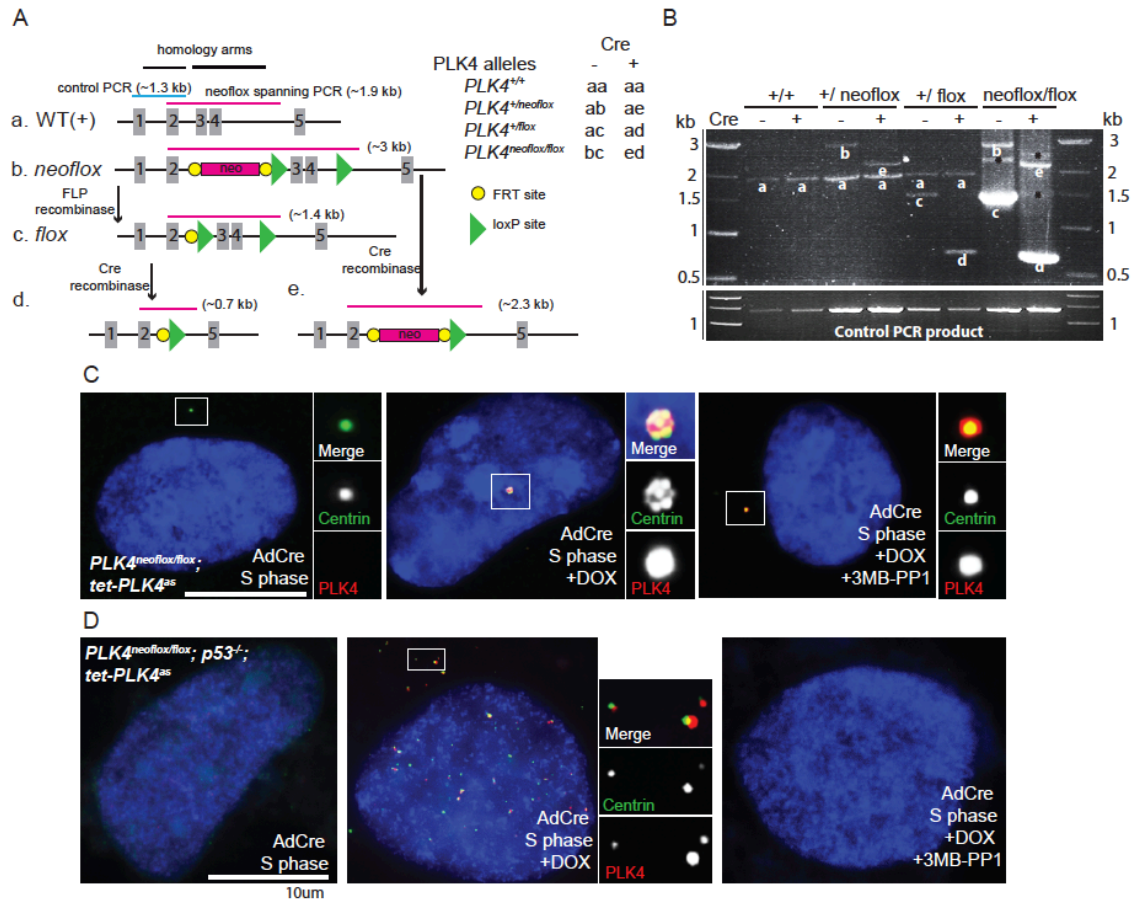 A
homology arms
control PCR (~1.3 kb)
neoflox spanning PCR (~1.9 kb)
a. WT(+)
1 2 3 4 5
(~3 kb)
b. neoflox
1 2 neo 3 4 5
FLP
recombinase
(~1.4 kb)
c. flox
1 2 3 4 5
Cre
recombinase
Cre
recombinase
d.
(~0.7 kb)
e.
(~2.3 kb)
1 2 5
1 2 neo 5
FRT site
loxP site
Cre
PLK4 alleles - +
PLK4+/+ aa aa
PLK4+/neoflox ab ae
PLK4+/flox ac ad
PLK4neoflox/flox bc ed
B
+/+ +/ neoflox +/ flox neoflox/flox
kb Cre - + - + - + - + kb
3 b b 3
e e
2 a a a a a a 2
1.5 c c 1.5
1 1
d d
0.5 0.5
1 Control PCR product 1
C
Merge
Centrin
PLK4
PLK4neoflox/flox;
tet-PLK4as
AdCre
S phase
Merge
Centrin
PLK4
AdCre
S phase
+DOX
Merge
Centrin
PLK4
AdCre
S phase
+DOX
+3MB-PP1
D
PLK4neoflox/flox; p53-/-;
tet-PLK4as
AdCre
S phase
10um
AdCre
S phase
+DOX
Merge
Centrin
PLK4
AdCre
S phase
+DOX
+3MB-PP1